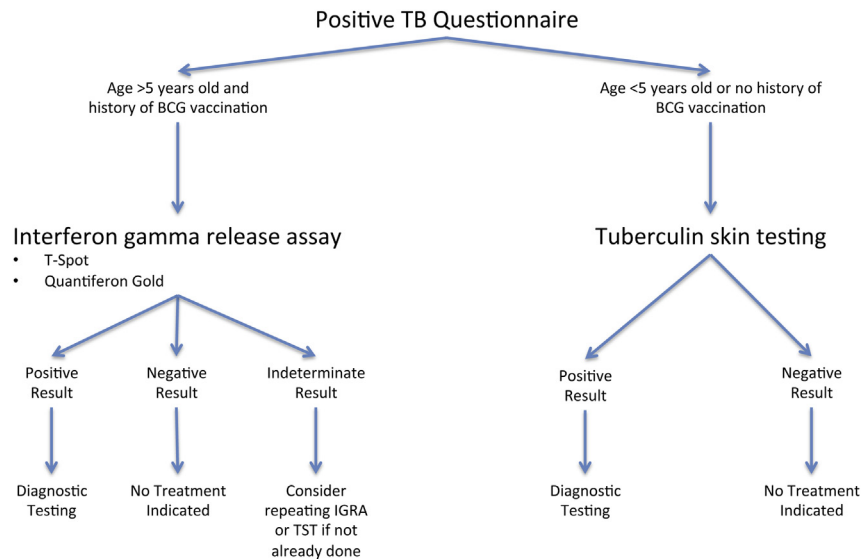 Positive TB Questionnaire
Age >5 years old and
history of BCG vaccination
Age <5 years old or no history of
BCG vaccination
Interferon gamma release assay
• T-Spot
• Quantiferon Gold
Tuberculin skin testing
Positive
Result
Negative
Result
Indeterminate
Result
Positive
Result
Negative
Result
Diagnostic
Testing
No Treatment
Indicated
Consider
repeating IGRA
or TST if not
already done
Diagnostic
Testing
No Treatment
Indicated